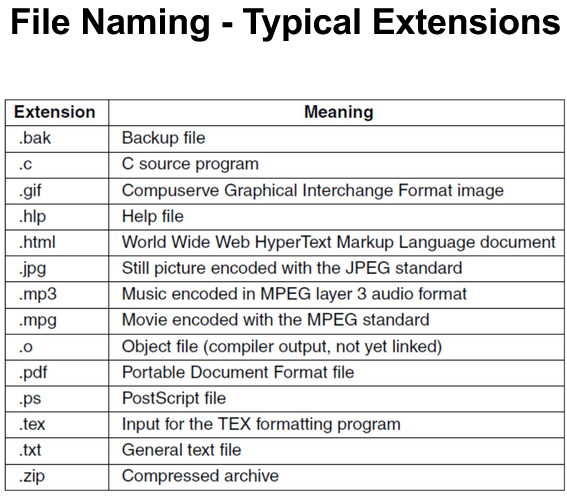 File Naming - Typical Extensions
Extension Meaning
.bak Backup file
.c C source program
.gif Compuserve Graphical Interchange Format image
.hlp Help file
.html World Wide Web HyperText Markup Language document
.jpg Still picture encoded with the JPEG standard
.mp3 Music encoded in MPEG layer 3 audio format
.mpg Movie encoded with the MPEG standard
.o Object file (compiler output, not yet linked)
.pdf Portable Document Format file
.ps PostScript file
.tex Input for the TEX formatting program
.txt General text file
.zip Compressed archive